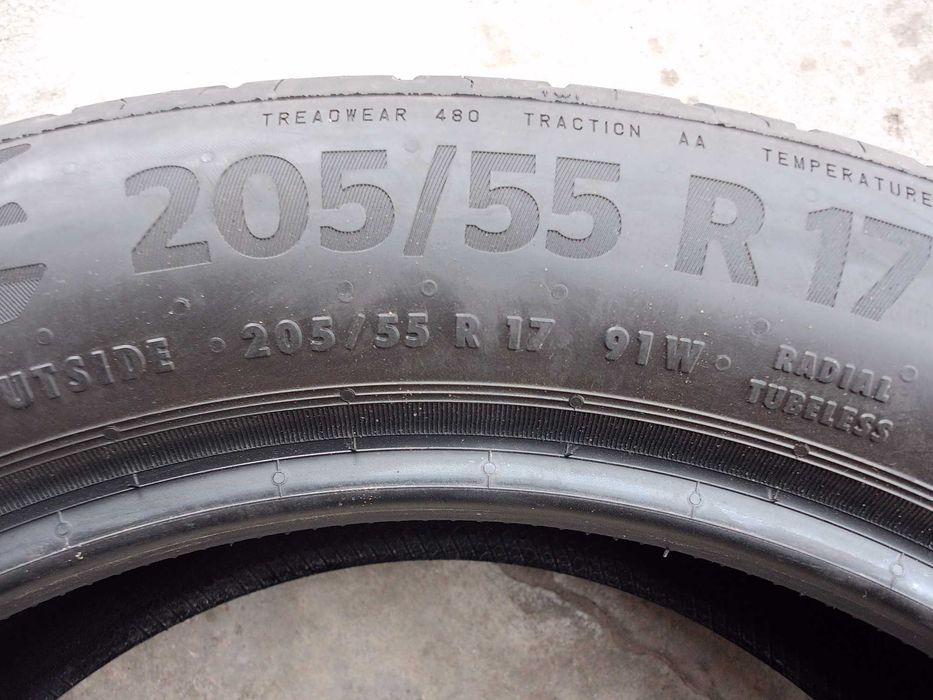 TREADWEAR 480 TRACTION AA TEMPERATURE
205/55 R 17
UTSIDE • 205/55 R 17 91W • RADIAL
TUBELESS